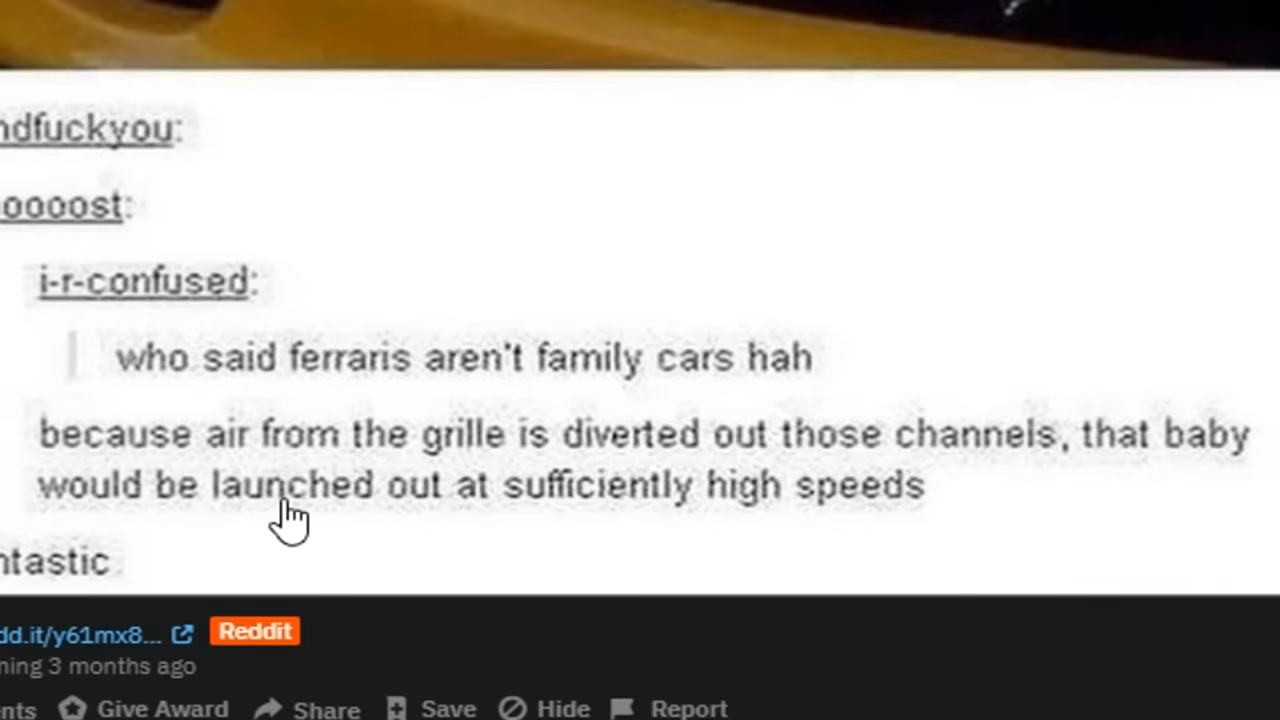 ndfuckyou:
oooost:
i-r-confused:
who said ferraris aren't family cars hah
because air from the grille is diverted out those channels, that baby
would be launched out at sufficiently high speeds
ntastic
dd.it/y61mx8... Reddit
ning 3 months ago
nts Give Award Share Save Hide Report